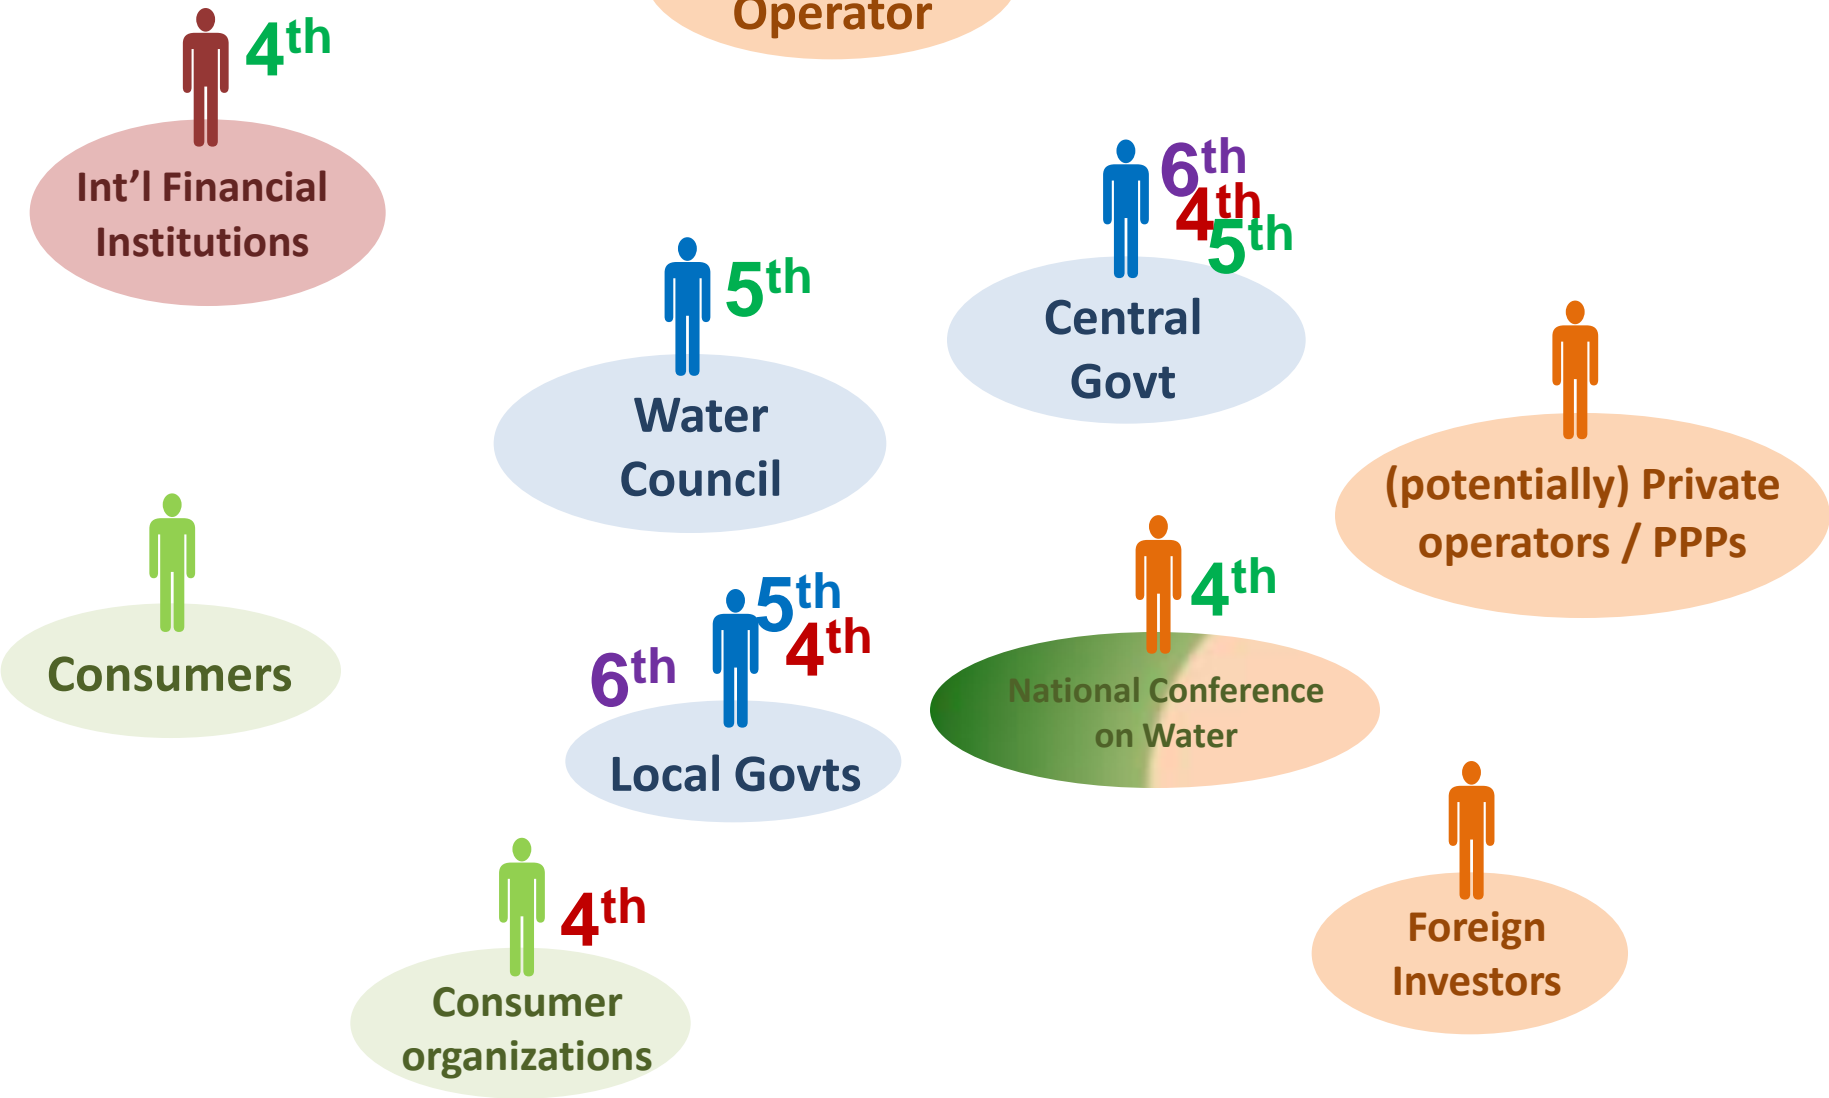 Operator
4th
Int'l Financial
Institutions
6th
4th
5th
Central
Govt
5th
Water
Council
(potentially) Private
operators / PPPs
Consumers
5th
4th
6th
Local Govts
4th
National Conference
on Water
4th
Consumer
organizations
Foreign
Investors